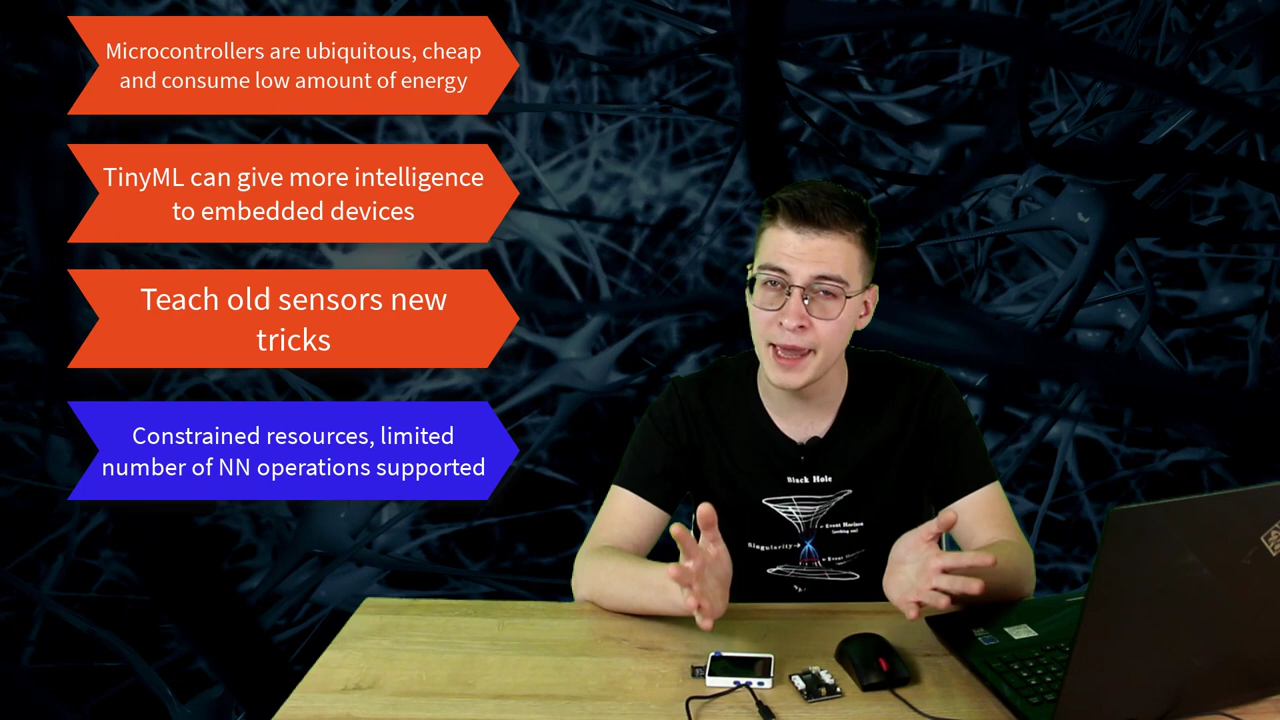 Microcontrollers are ubiquitous, cheap
and consume low amount of energy
TinyML can give more intelligence
to embedded devices
Teach old sensors new
tricks
Constrained resources, limited
number of NN operations supported
Black Hole
Event Horizon
Singularity